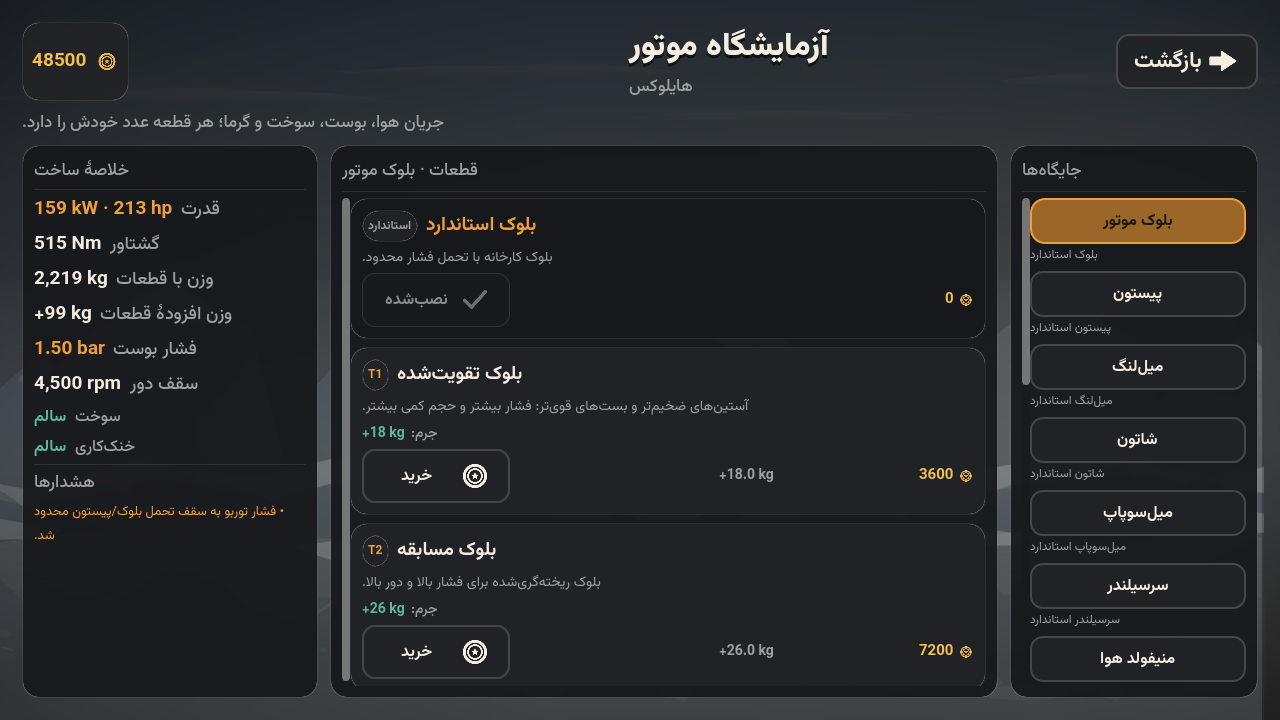 بازگشت
آزمایشگاه موتور
هایلوکس
48500
جریان هوا، بوست، سوخت و گرما؛ هر قطعه عدد خودش را دارد.
جایگاه‌ها
بلوک موتور
بلوک استاندارد
پیستون
پیستون استاندارد
میل‌لنگ
میل‌لنگ استاندارد
شاتون
شاتون استاندارد
میل‌سوپاپ
میل‌سوپاپ استاندارد
سرسیلندر
سرسیلندر استاندارد
منیفولد هوا
قطعات · بلوک موتور
بلوک استاندارد استاندارد
بلوک کارخانه با تحمل فشار محدود.
0 نصب‌شده
بلوک تقویت‌شده T1
آستین‌های ضخیم‌تر و بست‌های قوی‌تر: فشار بیشتر و حجم کمی بیشتر.
جرم: +18 kg
3600 +18.0 kg خرید
بلوک مسابقه T2
بلوک ریخته‌گری‌شده برای فشار بالا و دور بالا.
جرم: +26 kg
7200 +26.0 kg خرید
خلاصهٔ ساخت
قدرت 159 kW · 213 hp
گشتاور 515 Nm
وزن با قطعات 2,219 kg
وزن افزودهٔ قطعات +99 kg
فشار بوست 1.50 bar
سقف دور 4,500 rpm
سوخت سالم
خنک‌کاری سالم
هشدارها
• فشار توربو به سقف تحمل بلوک/پیستون محدود
شد.